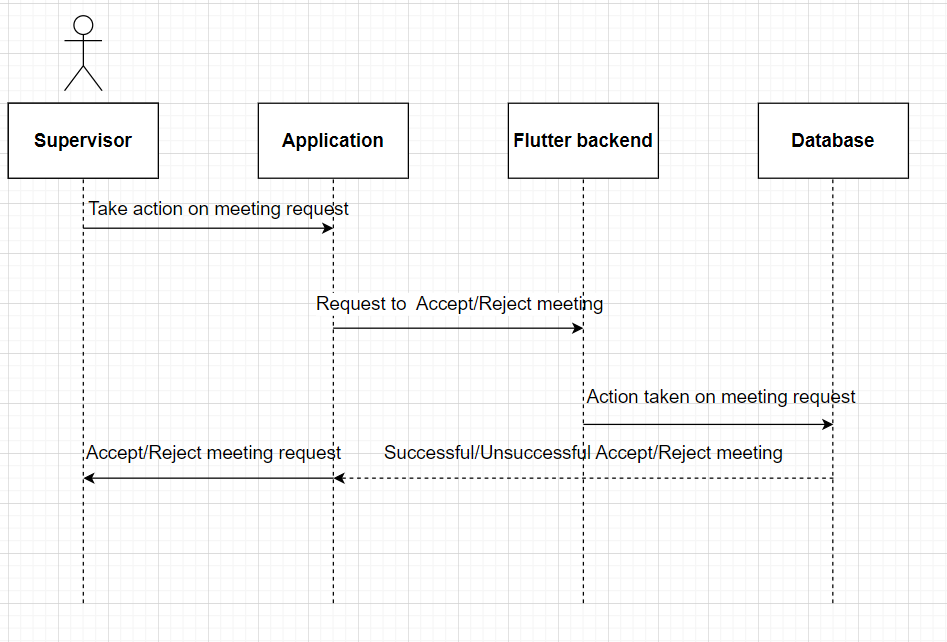 Supervisor
Application
Flutter backend
Database
Take action on meeting request
Request to  Accept/Reject meeting
Action taken on meeting request
Accept/Reject meeting request
Successful/Unsuccessful Accept/Reject meeting